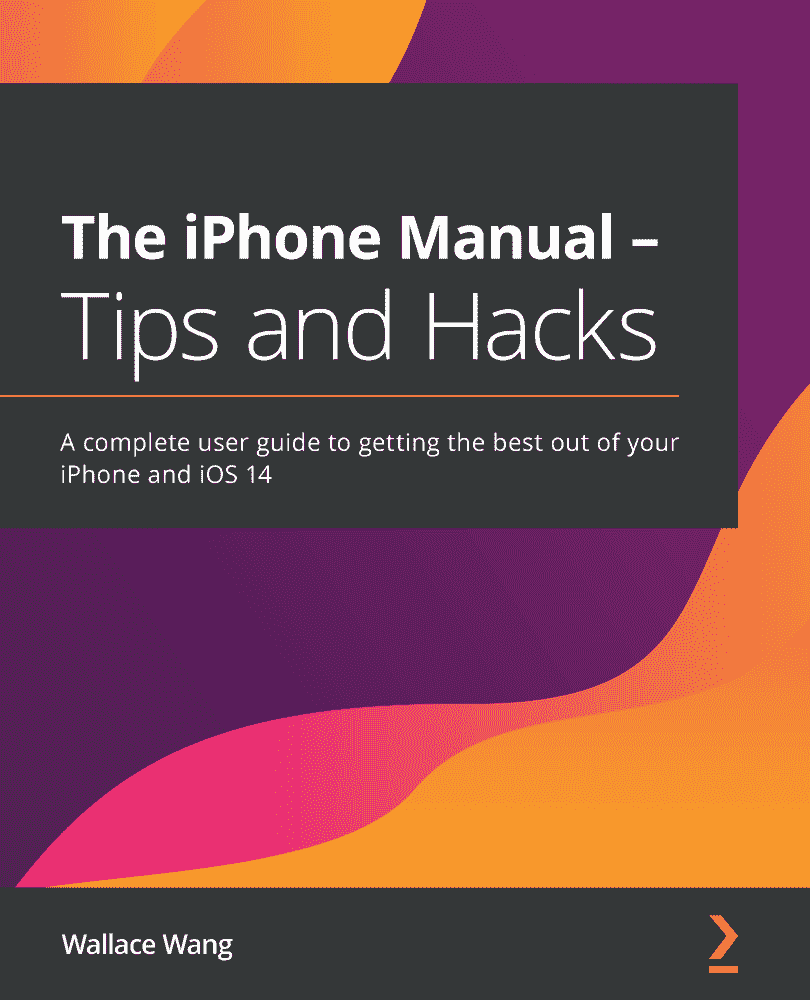 The iPhone Manual –
Tips and Hacks
A complete user guide to getting the best out of your
iPhone and iOS 14
Wallace Wang